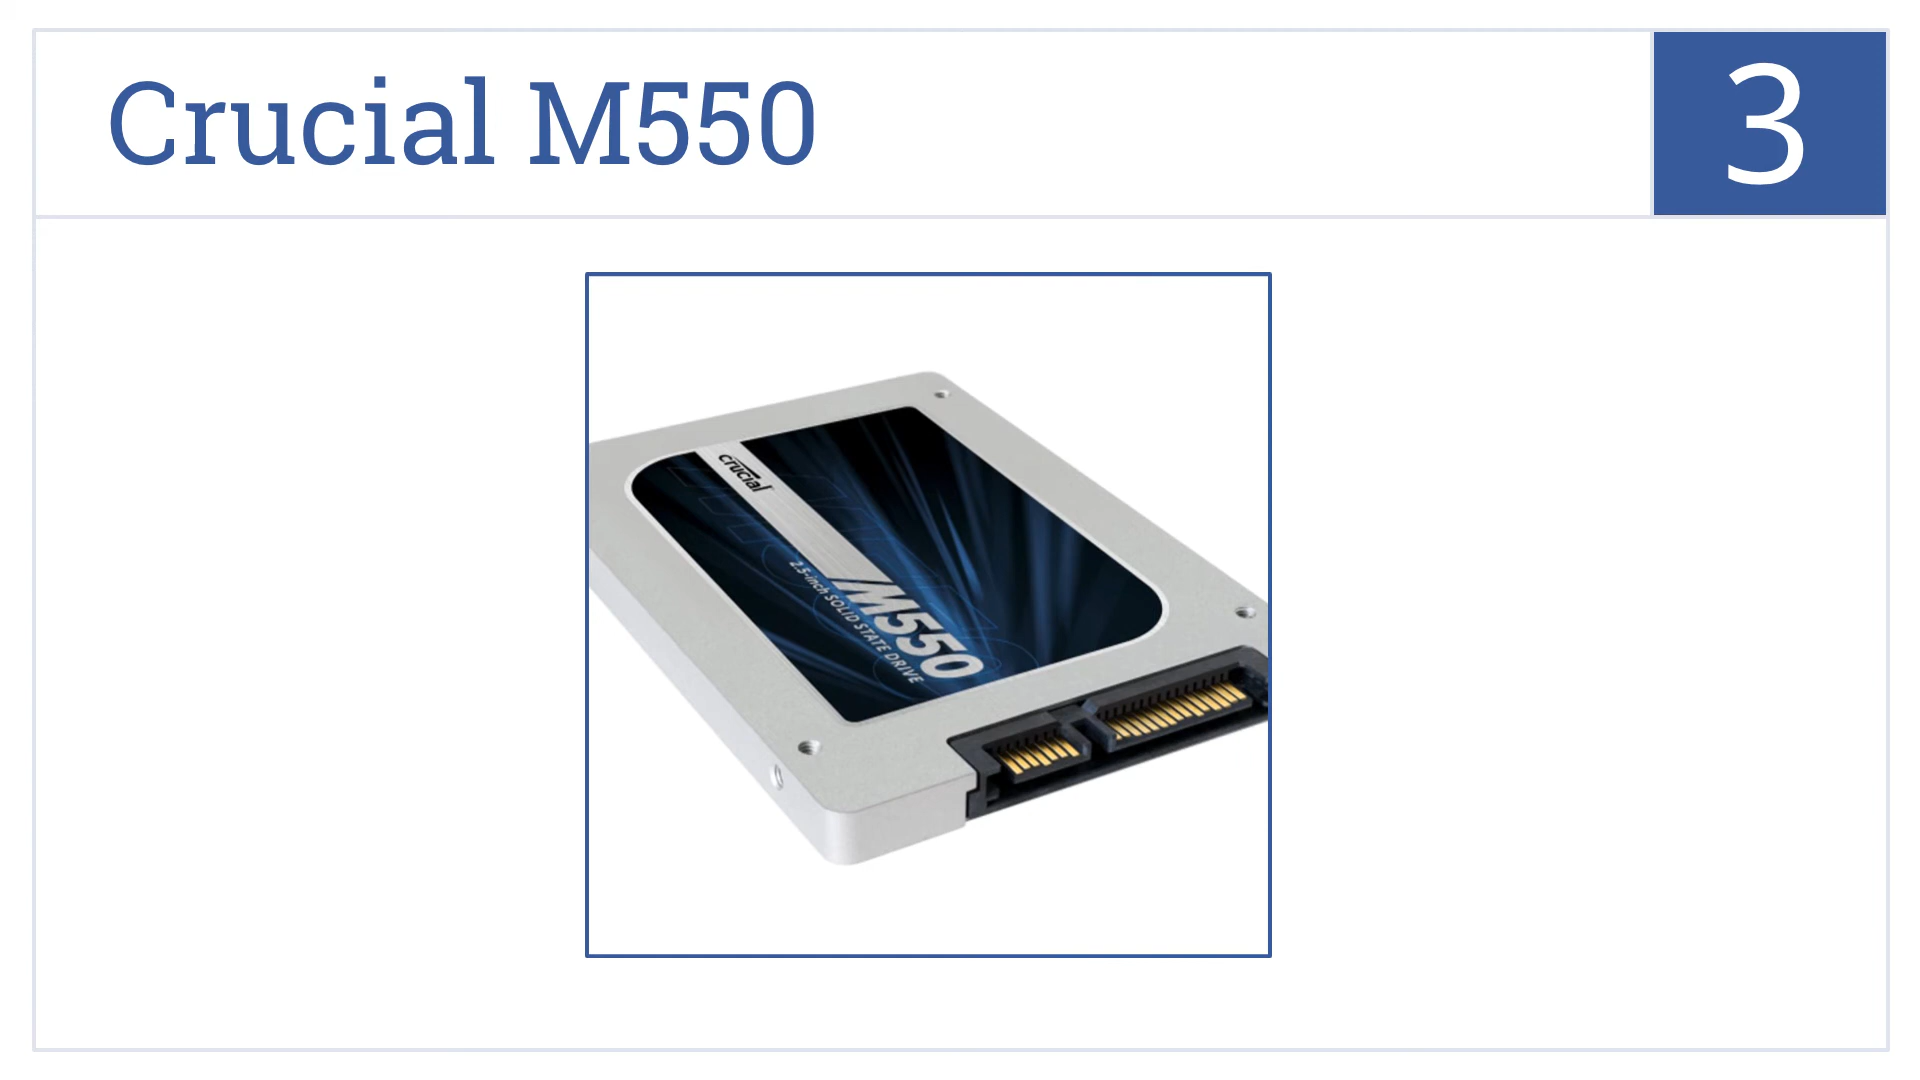 Crucial M550
3
crucial
M550
2.5-inch SOLID STATE DRIVE